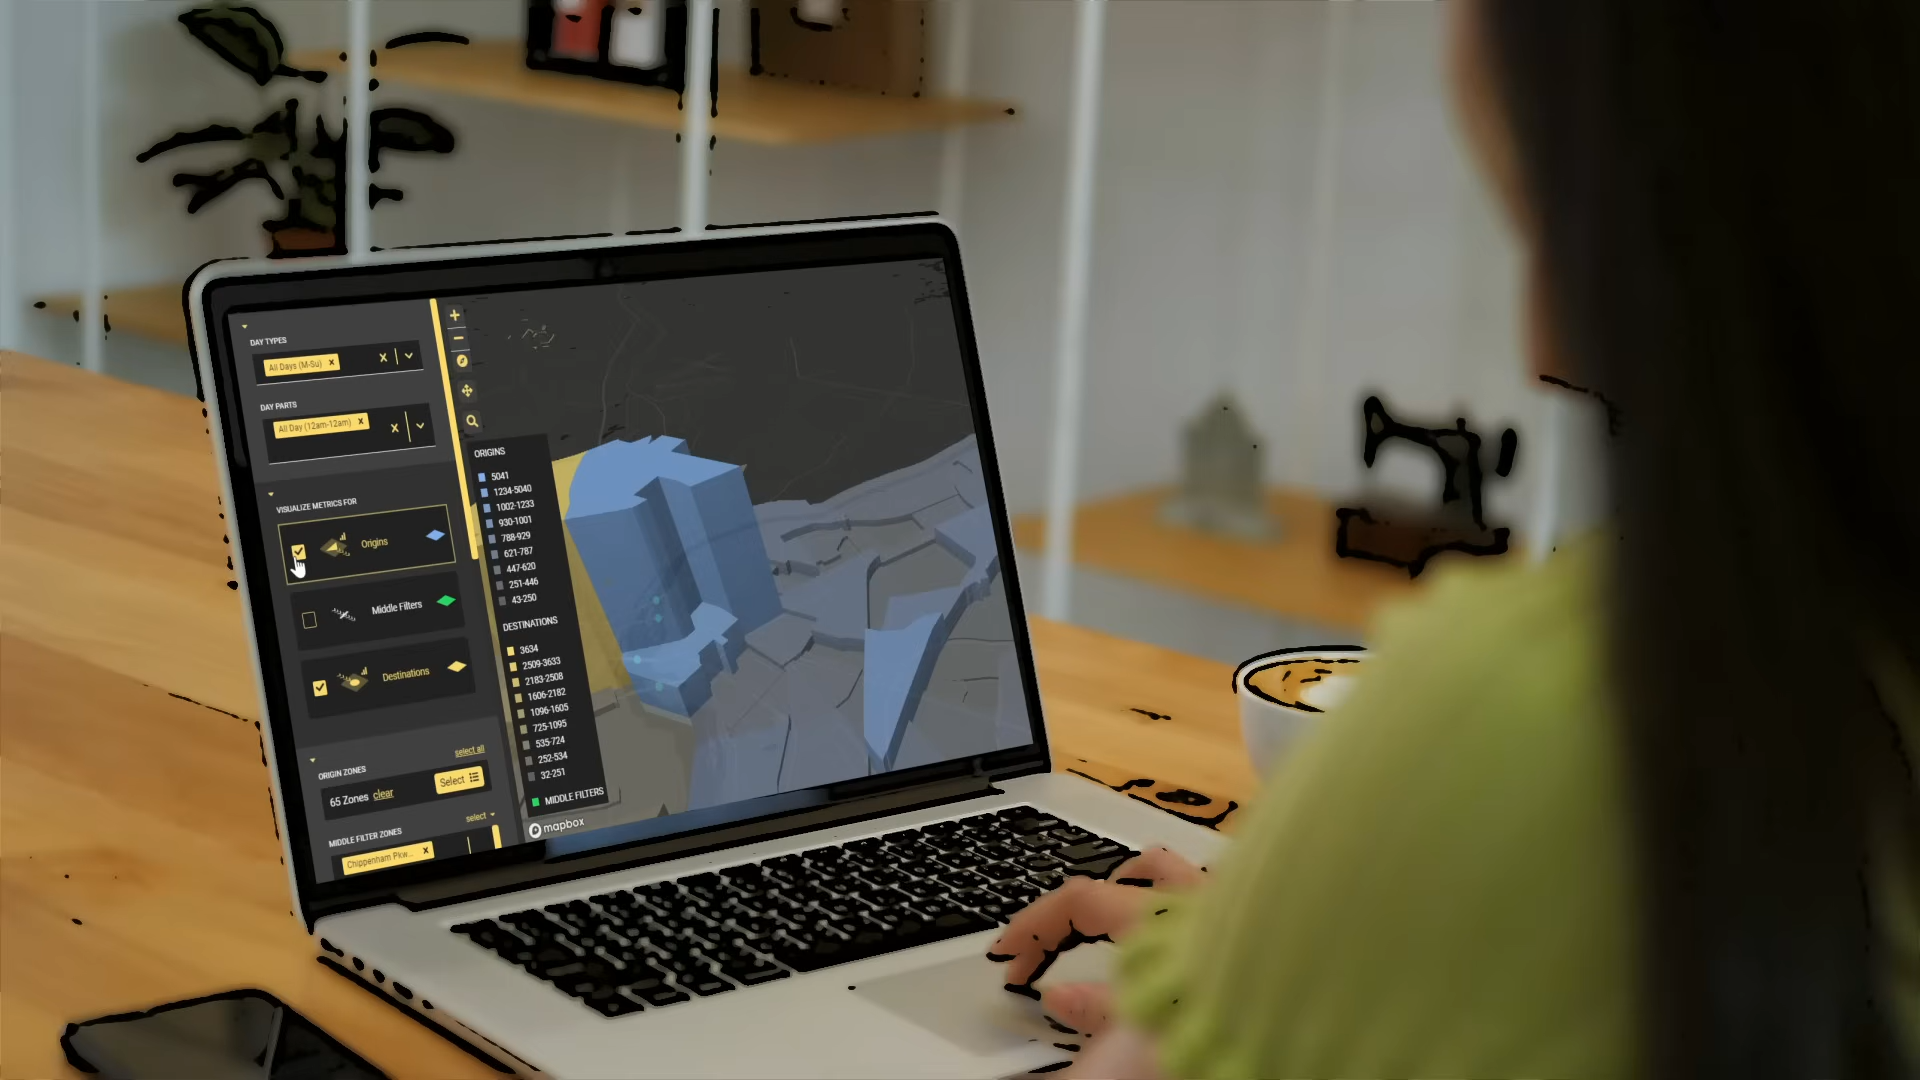 DAY TYPES
All Days (M-Su) x
DAY PARTS
All Day (12am-12am) x
VISUALIZE METRICS FOR
Origins
Middle Filters
Destinations
select all
ORIGIN ZONES
65 Zones clear
Select
select
MIDDLE FILTER ZONES
Chippenham Pkw... x
ORIGINS
5041
1234-5040
1002-1233
930-1001
788-929
621-787
447-620
251-446
43-250
DESTINATIONS
3634
2509-3633
2183-2508
1606-2182
1096-1605
725-1095
535-724
252-534
32-251
MIDDLE FILTERS
mapbox